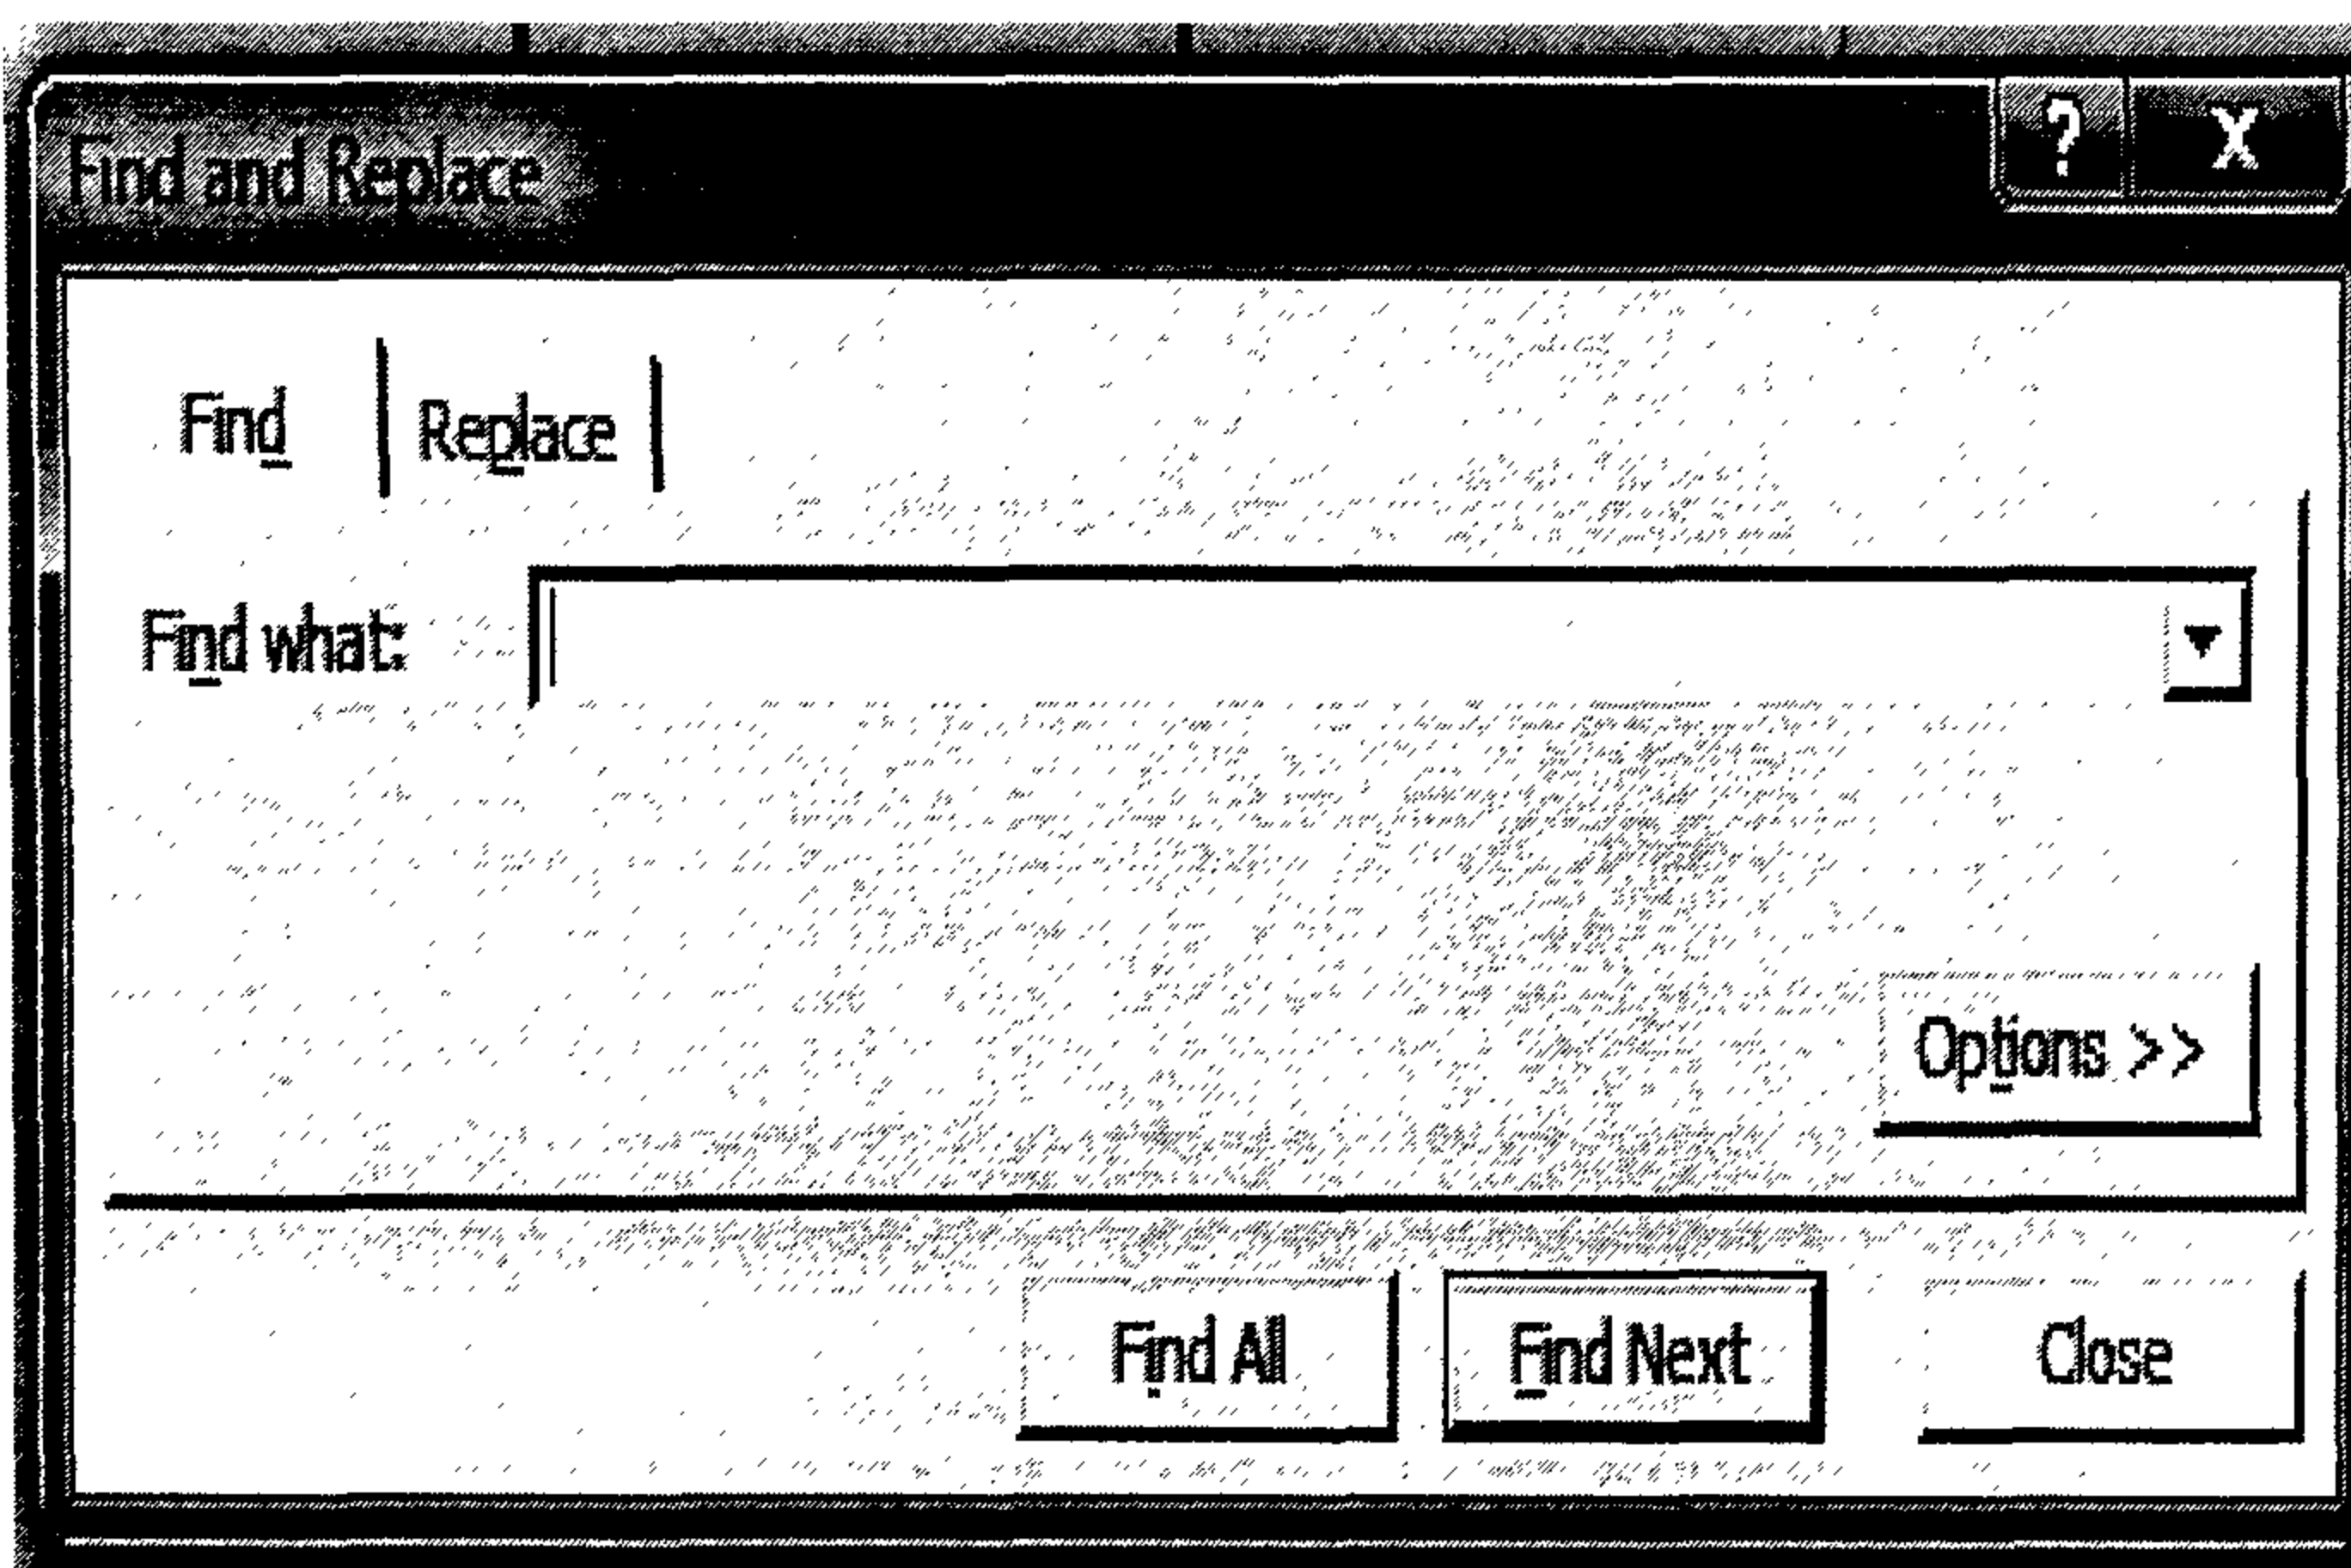 Find and Replace ? X
Find Replace
Find what:
Options >>
Find All Find Next Close